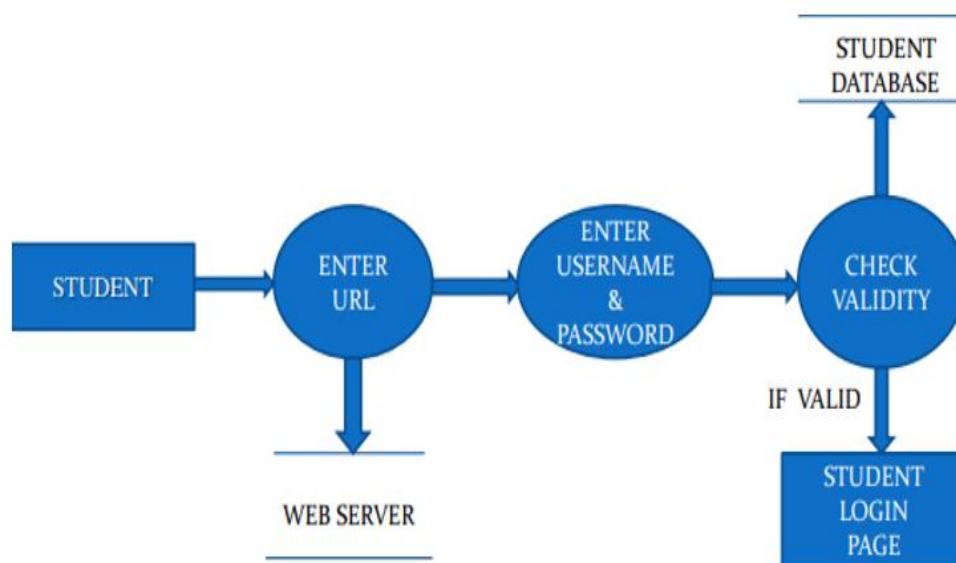 STUDENT
DATABASE
STUDENT
ENTER
URL
ENTER
USERNAME
&
PASSWORD
CHECK
VALIDITY
IF VALID
WEB SERVER
STUDENT
LOGIN
PAGE